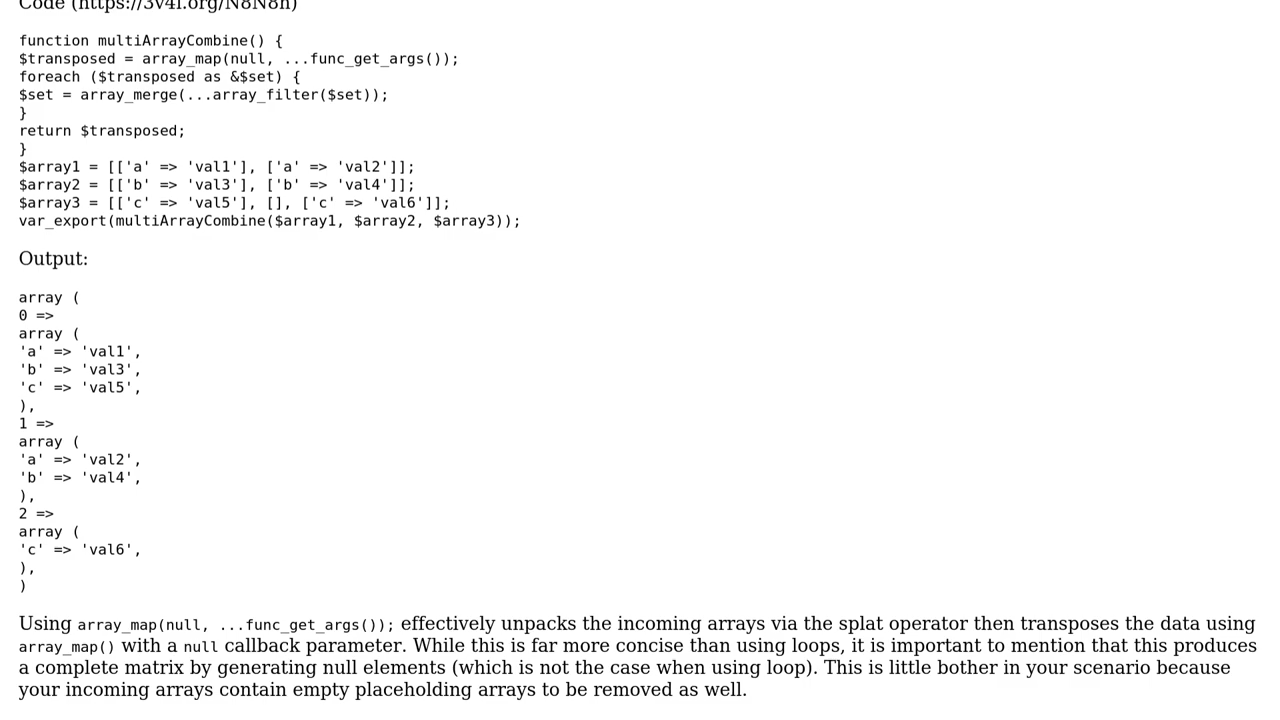 Code (https://3v4l.org/N8N8h)
function multiArrayCombine() {
$transposed = array_map(null, ...func_get_args());
foreach ($transposed as &$set) {
$set = array_merge(...array_filter($set));
}
return $transposed;
}
$array1 = [['a' => 'val1'], ['a' => 'val2']];
$array2 = [['b' => 'val3'], ['b' => 'val4']];
$array3 = [['c' => 'val5'], [], ['c' => 'val6']];
var_export(multiArrayCombine($array1, $array2, $array3));
Output:
array (
0 =>
array (
'a' => 'val1',
'b' => 'val3',
'c' => 'val5',
),
1 =>
array (
'a' => 'val2',
'b' => 'val4',
),
2 =>
array (
'c' => 'val6',
),
)
Using array_map(null, ...func_get_args()); effectively unpacks the incoming arrays via the splat operator then transposes the data using
array_map() with a null callback parameter. While this is far more concise than using loops, it is important to mention that this produces
a complete matrix by generating null elements (which is not the case when using loop). This is little bother in your scenario because
your incoming arrays contain empty placeholding arrays to be removed as well.